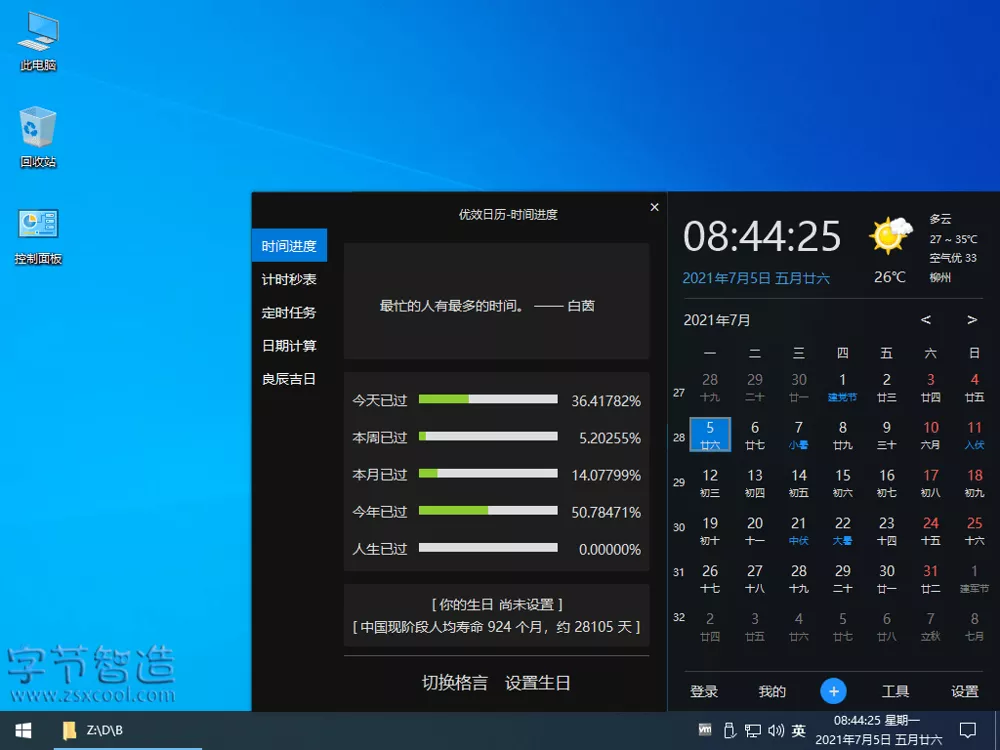 此电脑
回收站
控制面板
优效日历-时间进度
×
时间进度
计时秒表
定时任务
日期计算
良辰吉日
最忙的人有最多的时间。 —— 白茵
今天已过 36.41782%
本周已过 5.20255%
本月已过 14.07799%
今年已过 50.78471%
人生已过 0.00000%
[ 你的生日 尚未设置 ]
[ 中国现阶段人均寿命 924 个月，约 28105 天 ]
切换格言 设置生日
08:44:25
2021年7月5日 五月廿六
26℃
多云
27 ~ 35℃
空气优 33
柳州
2021年7月 < >
一 二 三 四 五 六 日
27 28 29 30 1 2 3 4
十九 二十 廿一 建党节 廿三 廿四 廿五
28 5 6 7 8 9 10 11
廿六 廿七 小暑 廿九 三十 六月 入伏
29 12 13 14 15 16 17 18
初三 初四 初五 初六 初七 初八 初九
30 19 20 21 22 23 24 25
初十 十一 中伏 大暑 十四 十五 十六
31 26 27 28 29 30 31 1
十七 十八 十九 二十 廿一 廿二 建军节
32 2 3 4 5 6 7 8
廿四 廿五 廿六 廿七 廿八 立秋 七月
登录 我的 + 工具 设置
字节智造
www.zsxcool.com
Z:\D\B
vm
英
08:44:25 星期一
2021年7月5日 五月廿六